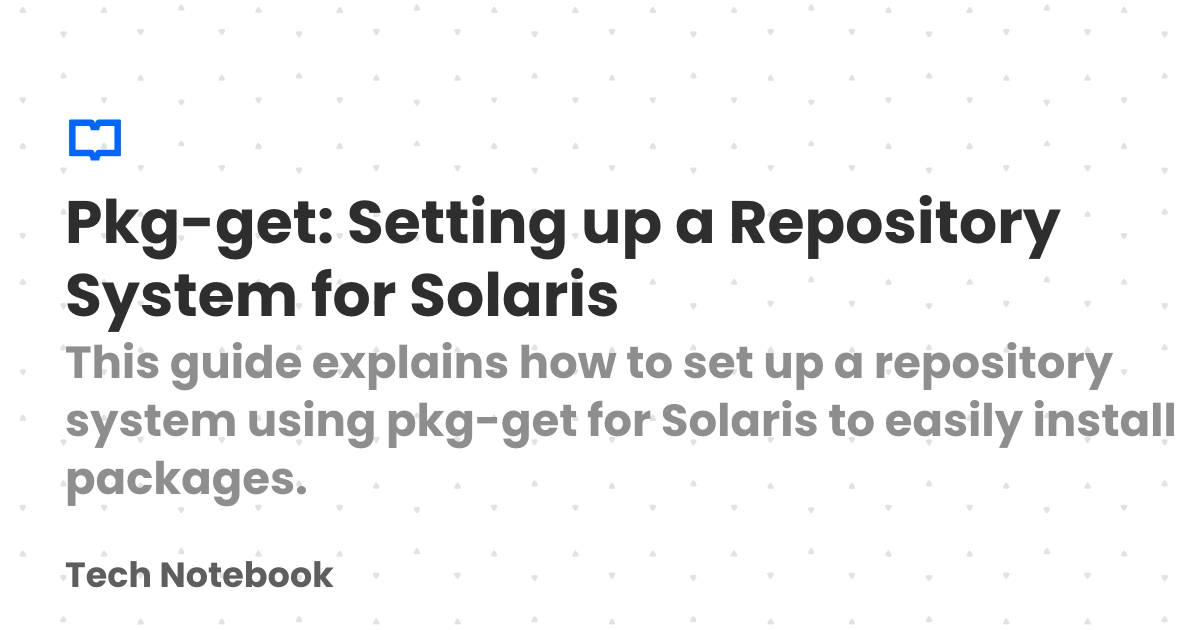 Pkg-get: Setting up a Repository
System for Solaris
This guide explains how to set up a repository
system using pkg-get for Solaris to easily install
packages.
Tech Notebook